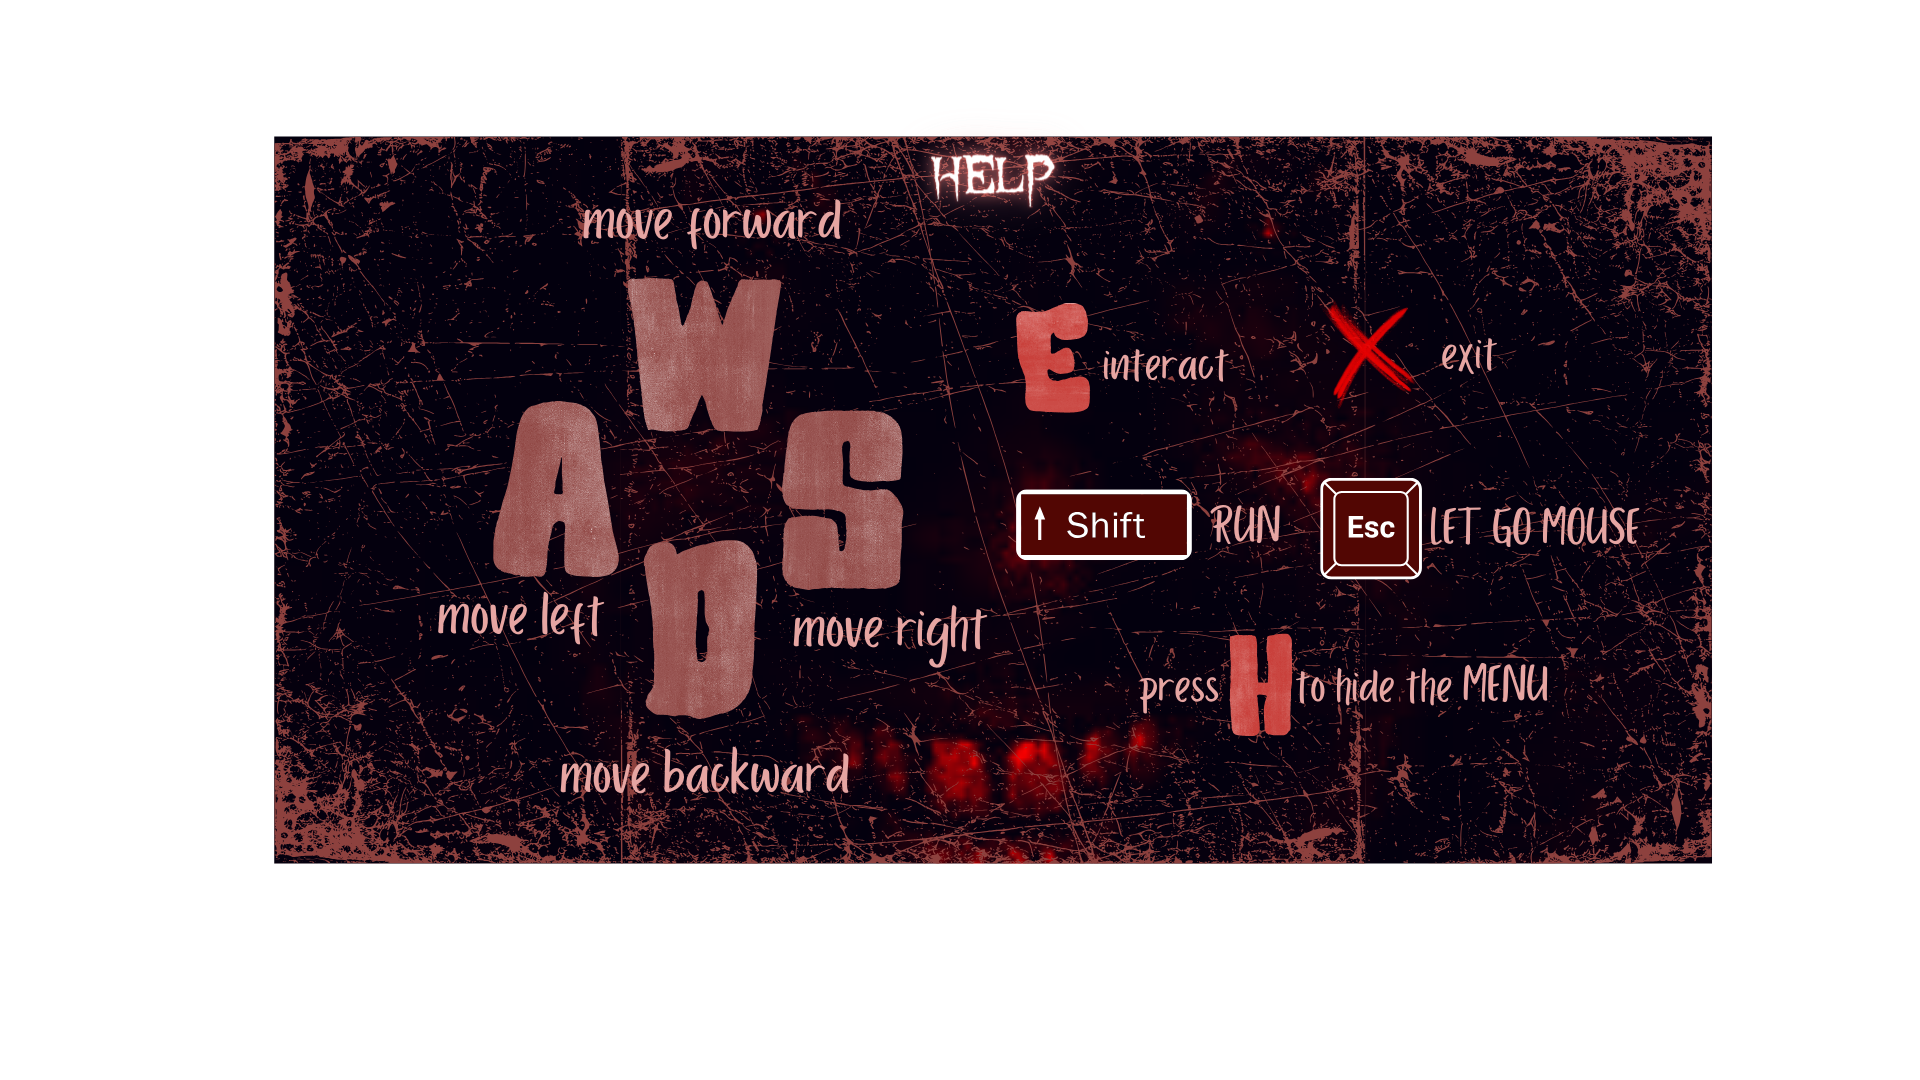 HELP
move forward
W
A
S
D
move left
move right
move backward
E interact
X exit
Shift RUN
Esc LET GO MOUSE
press H to hide the MENU